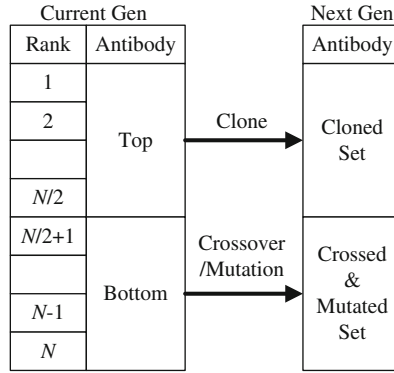 Current Gen
Next Gen
Rank
Antibody
Antibody
1
2
N/2
N/2+1
N-1
N
Top
Bottom
Clone
Crossover
/Mutation
Cloned
Set
Crossed
&
Mutated
Set